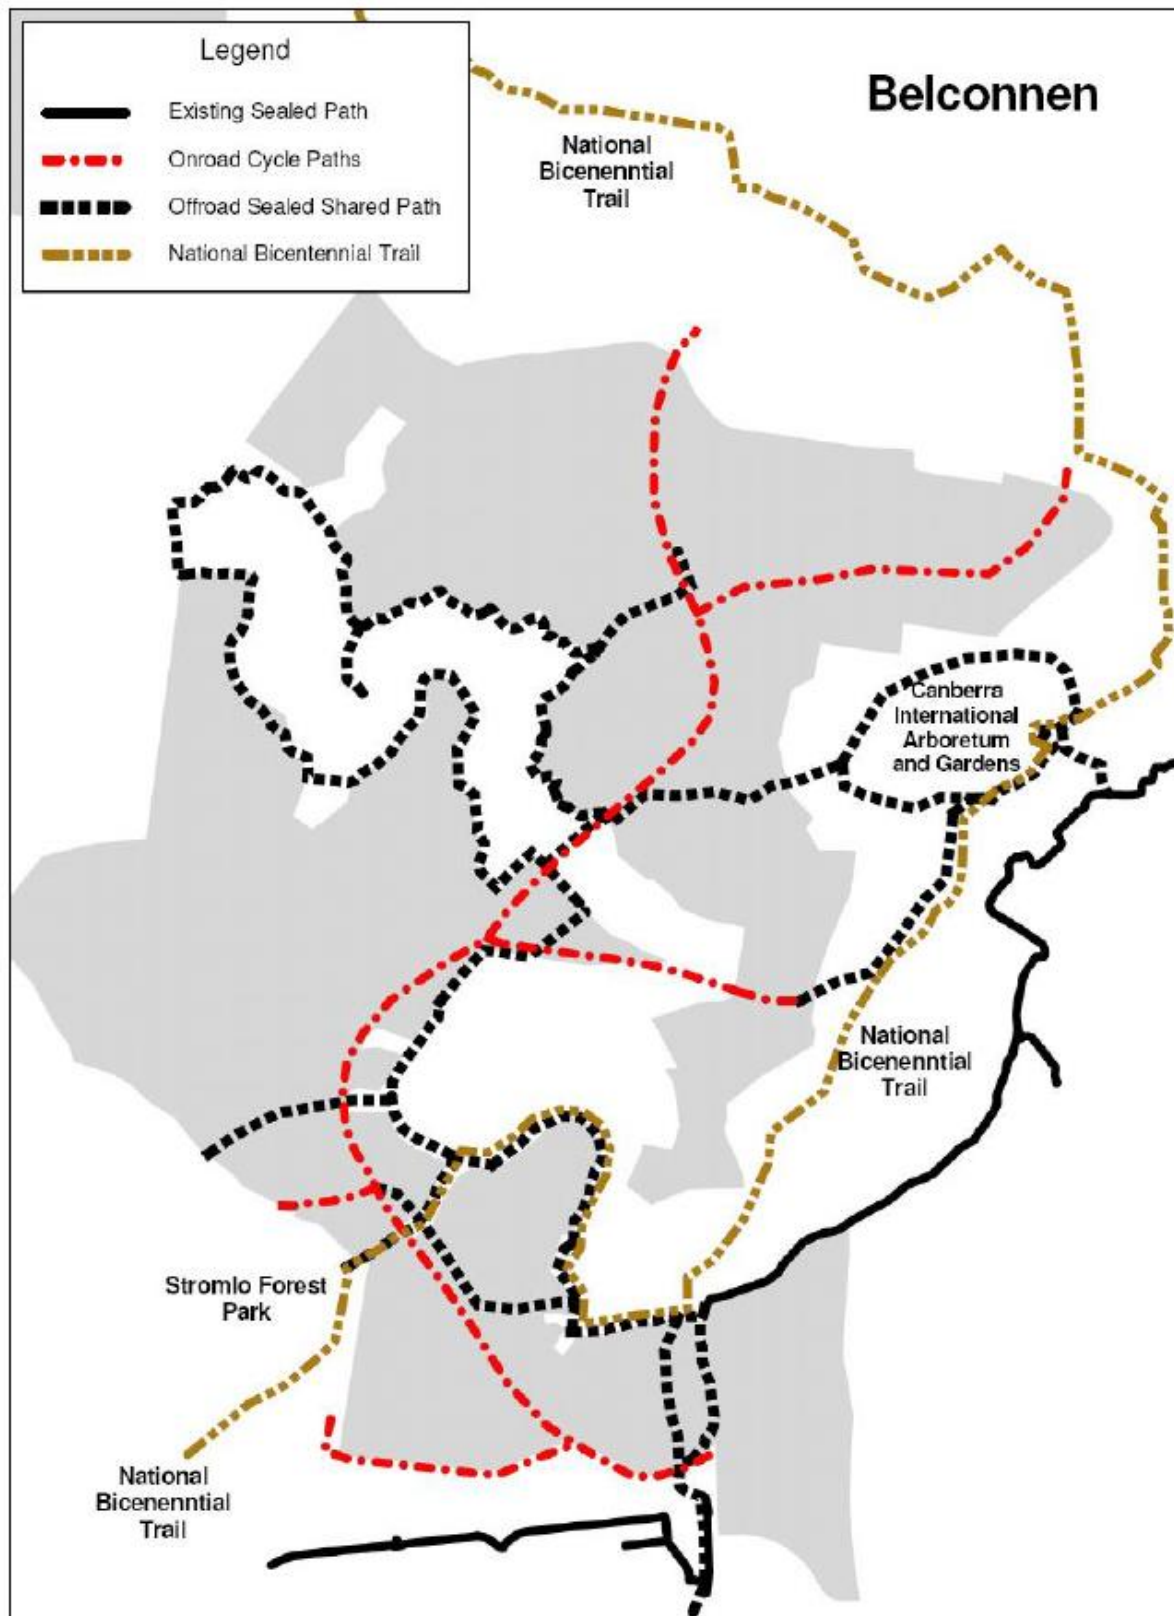 Legend
Existing Sealed Path
Onroad Cycle Paths
Offroad Sealed Shared Path
National Bicentennial Trail
Belconnen
National
Bicenenntial
Trail
Canberra
International
Arboretum
and Gardens
National
Bicenenntial
Trail
Stromlo Forest
Park
National
Bicenenntial
Trail